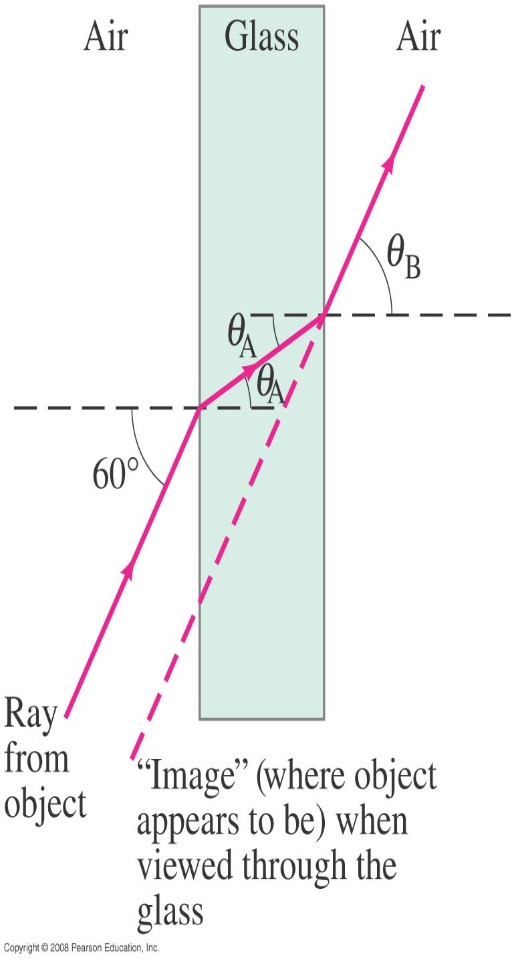 Air Glass Air
θB
θA
θA
60°
Ray
from
object
“Image” (where object
appears to be) when
viewed through the
glass
Copyright © 2008 Pearson Education, Inc.